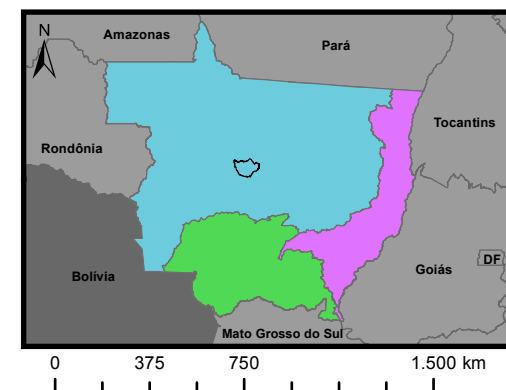 N
Amazonas
Pará
Tocantins
Rondônia
Goiás
DF
Bolívia
Mato Grosso do Sul
0 375 750 1.500 km